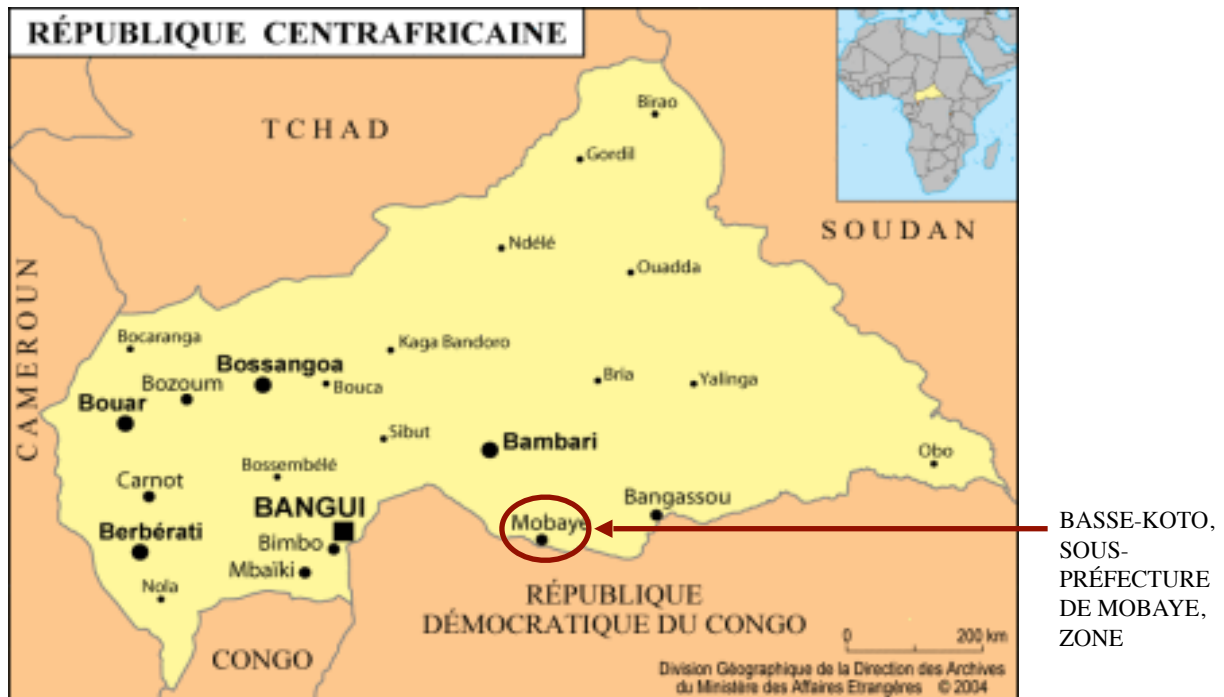 RÉPUBLIQUE CENTRAFRICAINE
TCHAD
Birao
Gordil
SOUDAN
Ndélé
Ouadda
CAMEROUN
Bocaranga
Kaga Bandoro
Bossangoa
Bozoum
Bouca
Bria
Yalinga
Bouar
Sibut
Bambari
Bossembélé
Obo
Carnot
Bangassou
BANGUI
Mobaye
Berbérati
Bimbo
Mbaïki
Nola
BASSE-KOTO,
SOUS-
PRÉFECTURE
DE MOBAYE,
ZONE
RÉPUBLIQUE
DÉMOCRATIQUE DU CONGO
CONGO
0 200 km
Division Géographique de la Direction des Archives
du Ministère des Affaires Etrangères © 2004